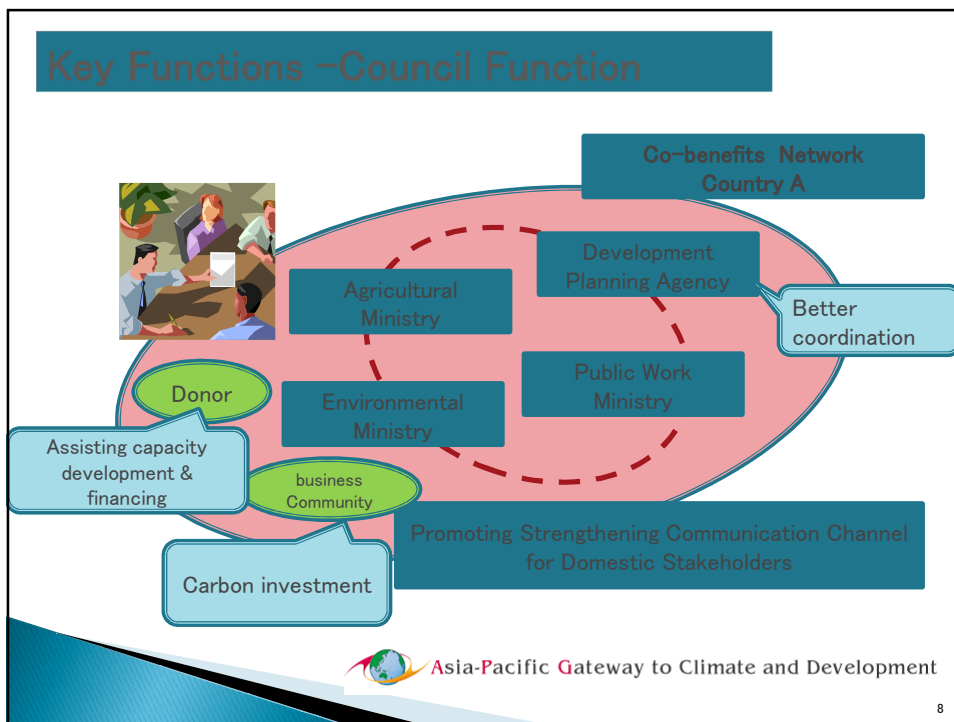 Key Functions -Council Function
Co-benefits Network
Country A
Development
Planning Agency
Agricultural
Ministry
Better
coordination
Public Work
Ministry
Donor
Environmental
Ministry
Assisting capacity
development &
financing
business
Community
Promoting Strengthening Communication Channel
for Domestic Stakeholders
Carbon investment
Asia-Pacific Gateway to Climate and Development
8